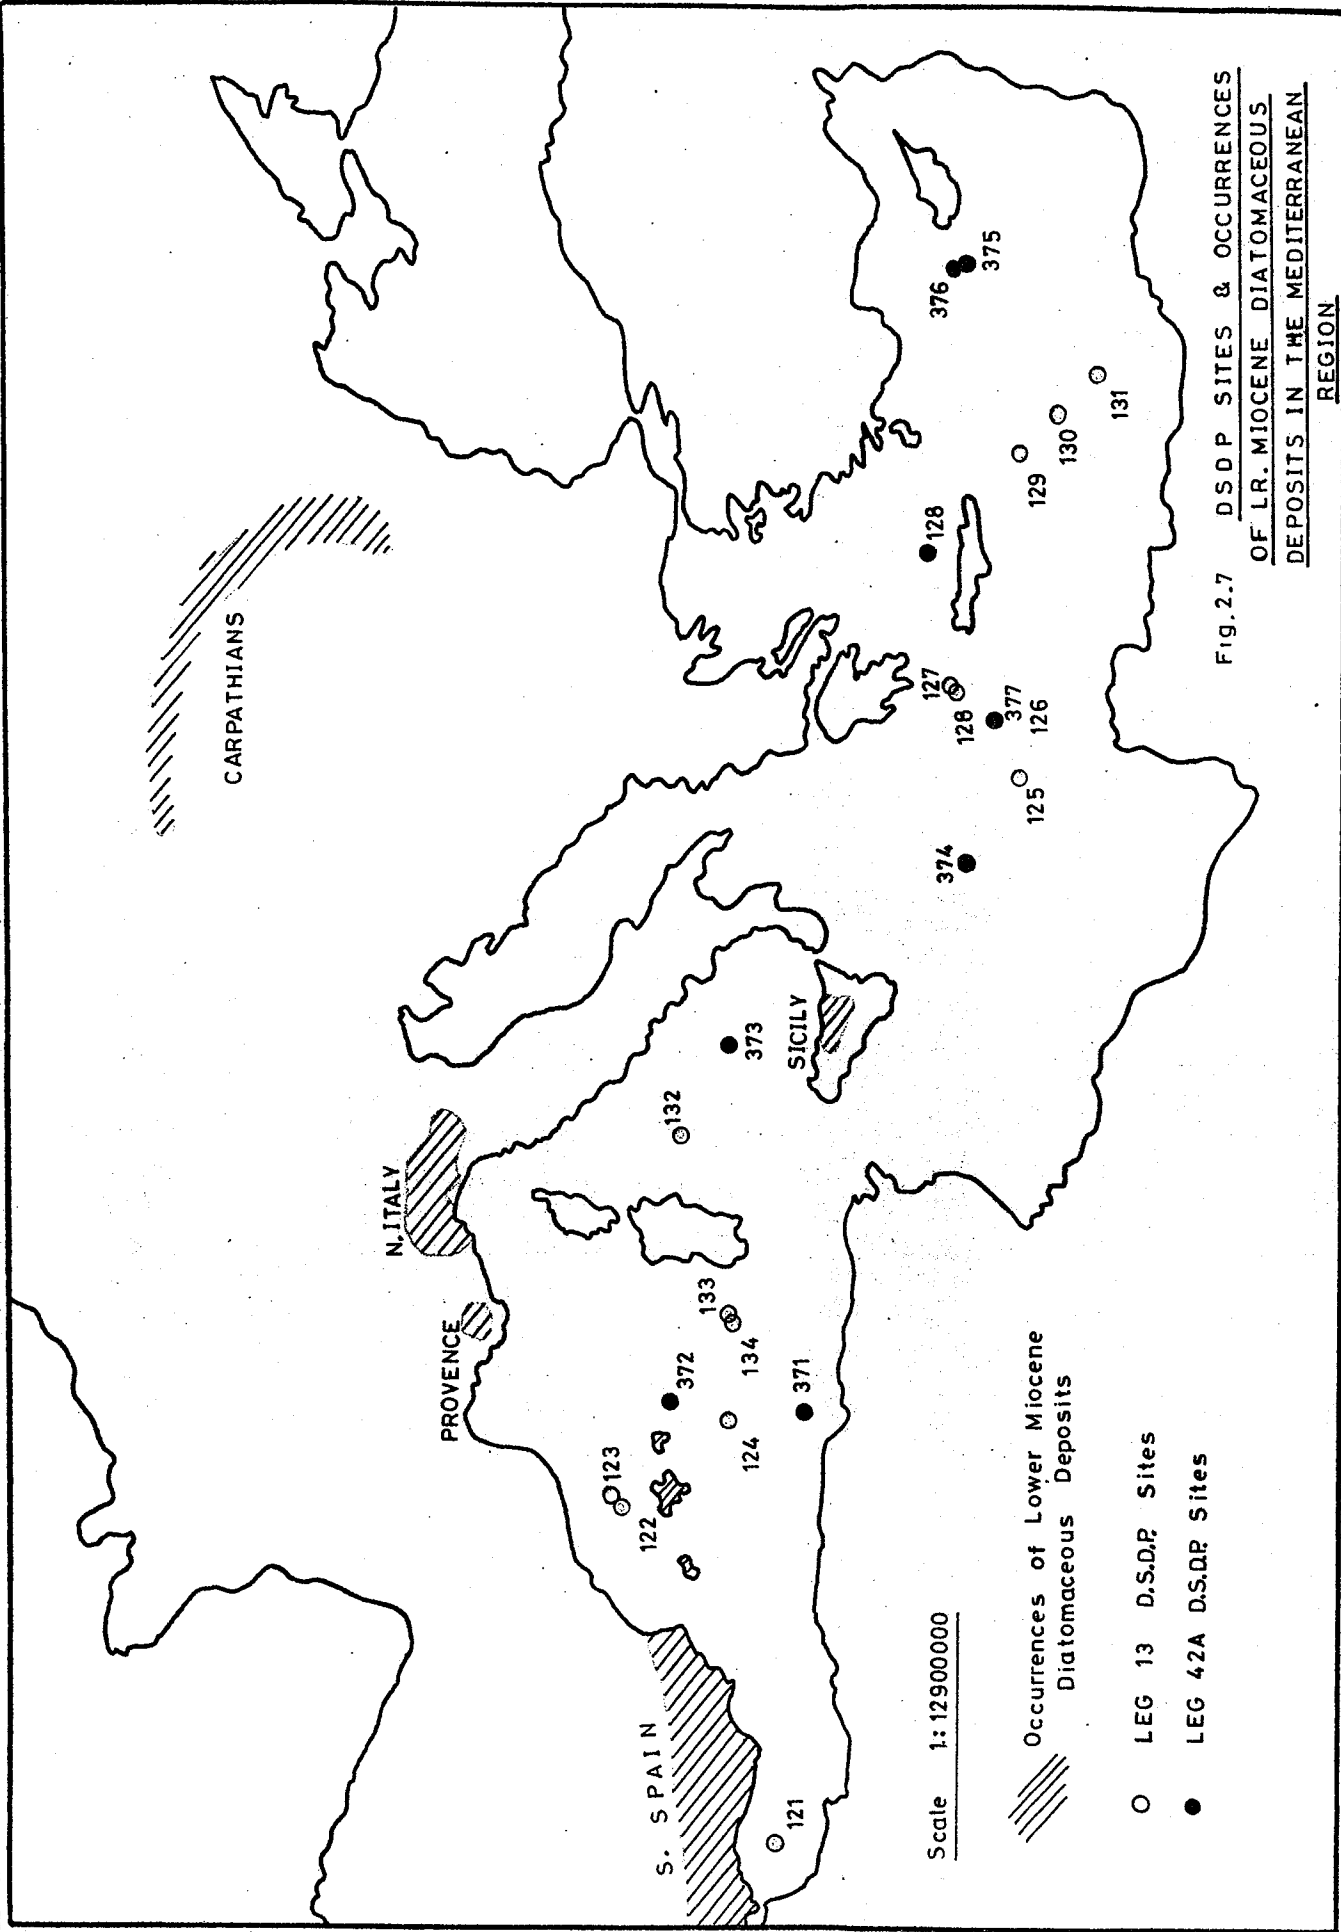 CARPATHIANS
N. ITALY
PROVENCE
S. SPAIN
SICILY
121
122
123
124
133
134
372
371
132
373
374
125
126
377
128
127
128
129
130
131
376
375
Scale 1:12900000
Occurrences of Lower Miocene
Diatomaceous Deposits
LEG 13 D.S.D.P. Sites
LEG 42A D.S.D.P. Sites
Fig. 2.7 DSDP SITES & OCCURRENCES
OF LR. MIOCENE DIATOMACEOUS
DEPOSITS IN THE MEDITERRANEAN
REGION